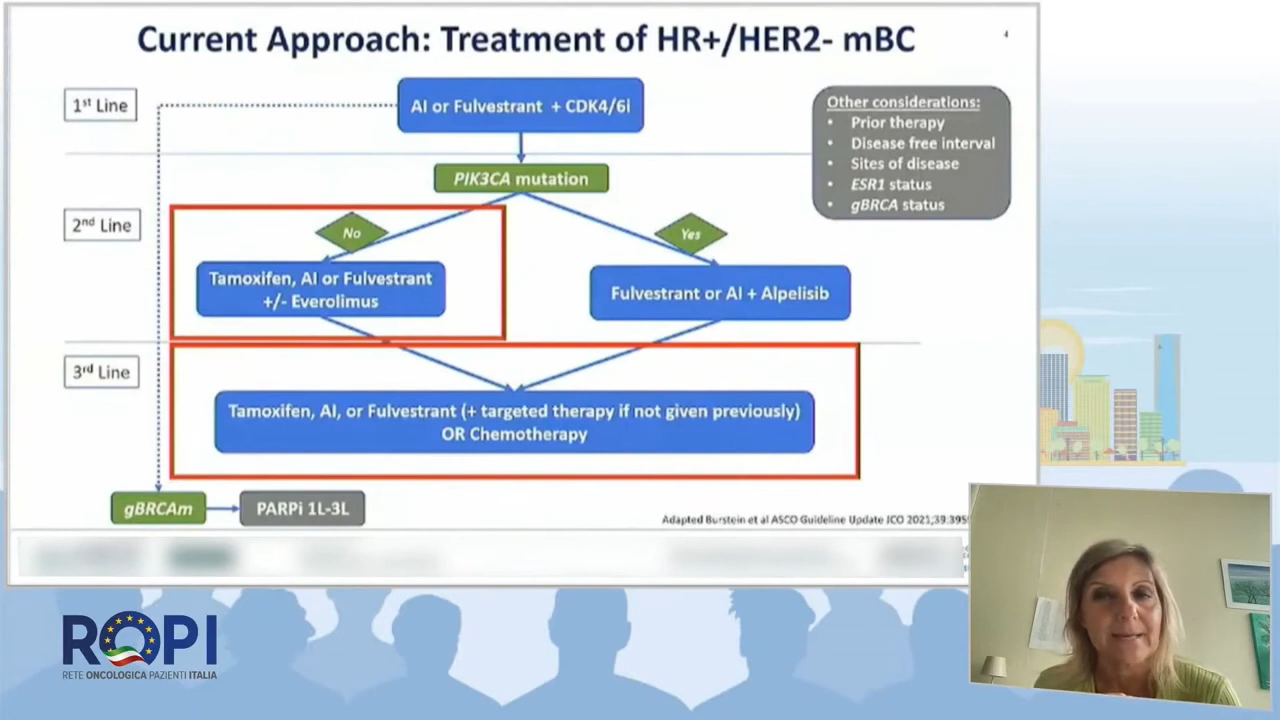 Current Approach: Treatment of HR+/HER2- mBC
4
1st Line
AI or Fulvestrant + CDK4/6i
Other considerations:
• Prior therapy
• Disease free interval
• Sites of disease
• ESR1 status
• gBRCA status
PIK3CA mutation
2nd Line
No
Yes
Tamoxifen, AI or Fulvestrant
+/- Everolimus
Fulvestrant or AI + Alpelisib
3rd Line
Tamoxifen, AI, or Fulvestrant (+ targeted therapy if not given previously)
OR Chemotherapy
gBRCAm
PARPi 1L-3L
Adapted Burstein et al ASCO Guideline Update JCO 2021;39:395
ROPI
RETE ONCOLOGICA PAZIENTI ITALIA